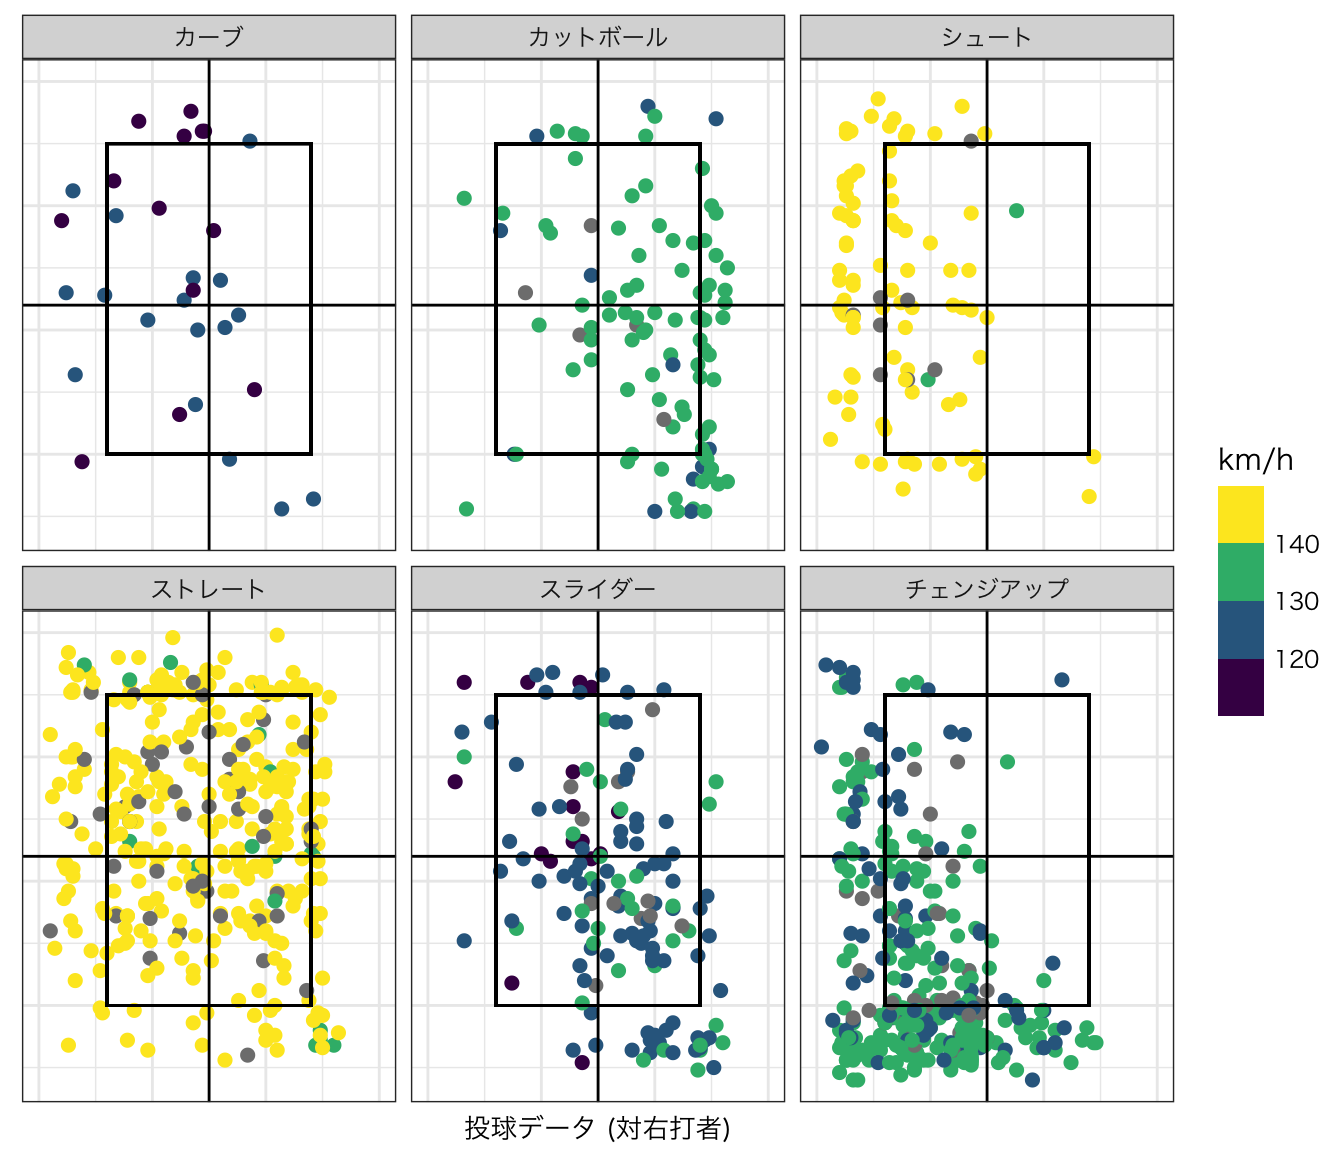 カーブ
カットボール
シュート
ストレート
スライダー
チェンジアップ
km/h
140
130
120
投球データ (対右打者)